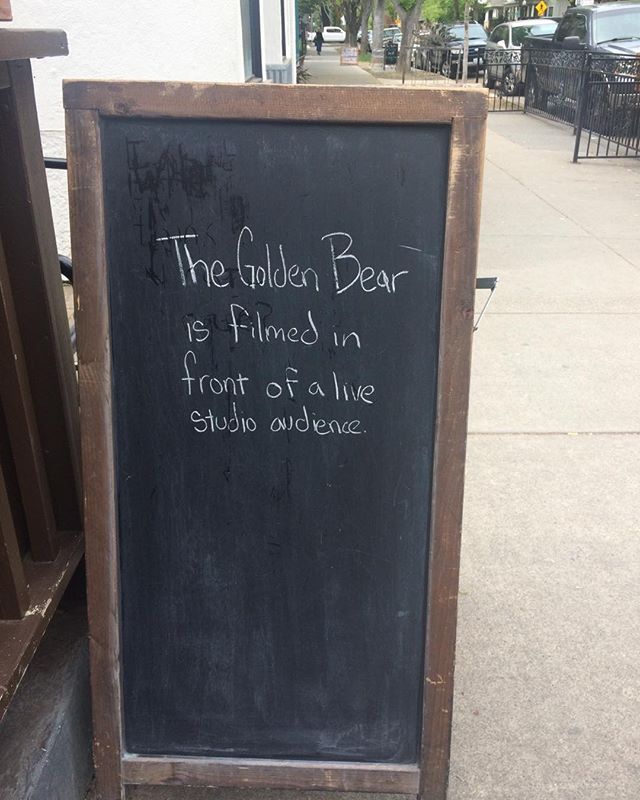 The Golden Bear
is filmed in
front of a live
studio audience.